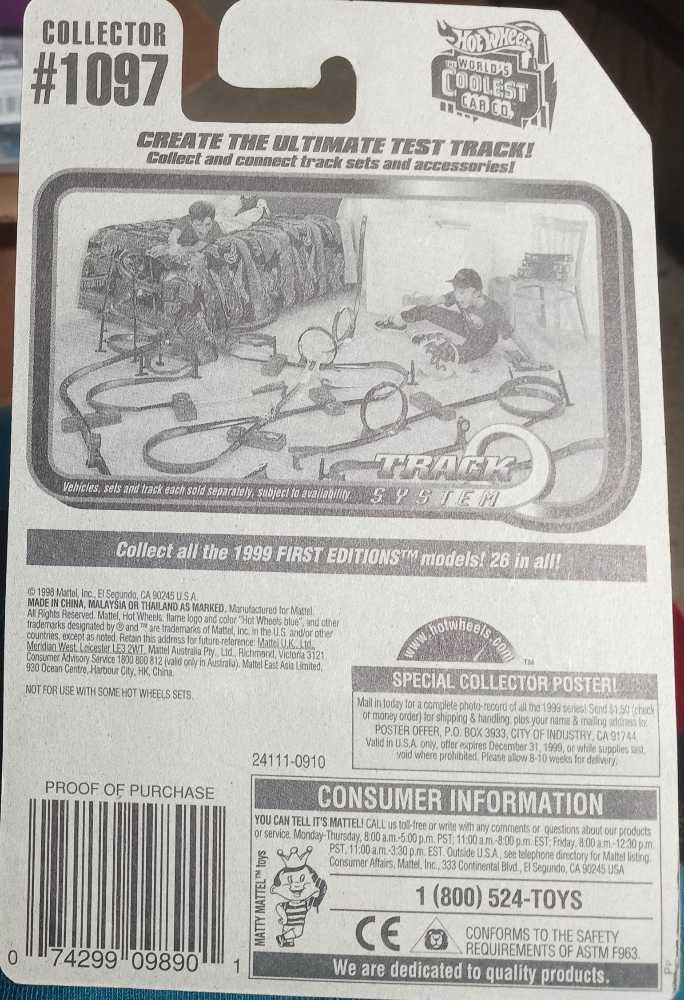 COLLECTOR
#1097
Hot Wheels
THE WORLD'S
COOLEST
CAR CO.
CREATE THE ULTIMATE TEST TRACK!
Collect and connect track sets and accessories!
TRACK
SYSTEM
Vehicles, sets and track each sold separately, subject to availability.
Collect all the 1999 FIRST EDITIONS™ models! 26 in all!
© 1998 Mattel, Inc., El Segundo, CA 90245 U.S.A.
MADE IN CHINA, MALAYSIA OR THAILAND AS MARKED. Manufactured for Mattel.
All Rights Reserved. Mattel, Hot Wheels, flame logo and color "Hot Wheels blue", and other
trademarks designated by ® and ™ are trademarks of Mattel, Inc. in the U.S. and/or other
countries, except as noted. Retain this address for future reference: Mattel U.K. Ltd.,
Meridian West, Leicester LE3 2WT. Mattel Australia Pty., Ltd., Richmond, Victoria 3121.
Consumer Advisory Service 1800 800 812 (valid only in Australia). Mattel East Asia Limited,
930 Ocean Centre, Harbour City, HK, China.
NOT FOR USE WITH SOME HOT WHEELS SETS.
www.hotwheels.com
TM
SPECIAL COLLECTOR POSTER!
Mail in today for a complete photo-record of all the 1999 series! Send $1.50 (check
or money order) for shipping & handling, plus your name & mailing address to:
POSTER OFFER, P.O. BOX 3933, CITY OF INDUSTRY, CA 91744.
Valid in U.S.A. only, offer expires December 31, 1999, or while supplies last,
void where prohibited. Please allow 8-10 weeks for delivery.
24111-0910
PROOF OF PURCHASE
0 74299 09890 1
CONSUMER INFORMATION
YOU CAN TELL IT'S MATTEL! CALL us toll-free or write with any comments or questions about our products
or service. Monday-Thursday, 8:00 a.m.-5:00 p.m. PST; 11:00 a.m.-8:00 p.m. EST; Friday, 8:00 a.m.-12:30 p.m.
PST, 11:00 a.m.-3:30 p.m. EST. Outside U.S.A., see telephone directory for Mattel listing.
Consumer Affairs, Mattel, Inc., 333 Continental Blvd., El Segundo, CA 90245 USA
MATTY MATTEL™ toys
1 (800) 524-TOYS
CE
CONFORMS TO THE SAFETY
REQUIREMENTS OF ASTM F963.
We are dedicated to quality products.